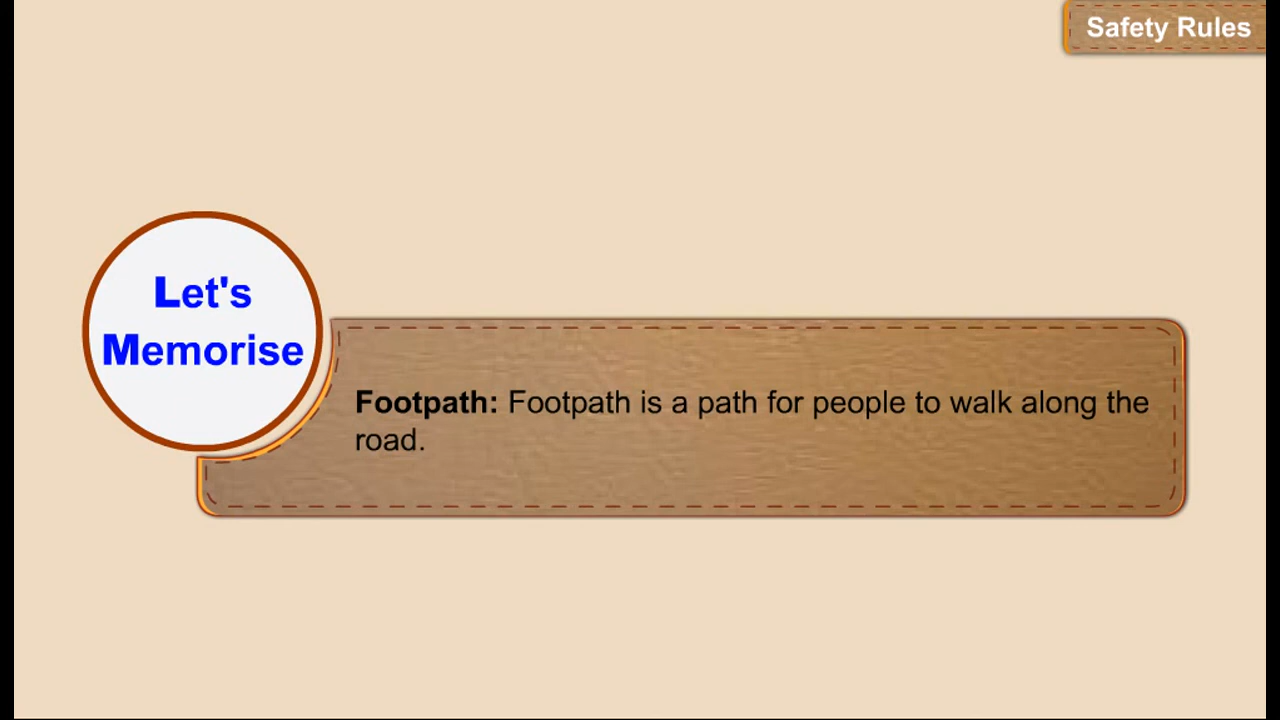 Safety Rules
Let's
Memorise
Footpath: Footpath is a path for people to walk along the
road.